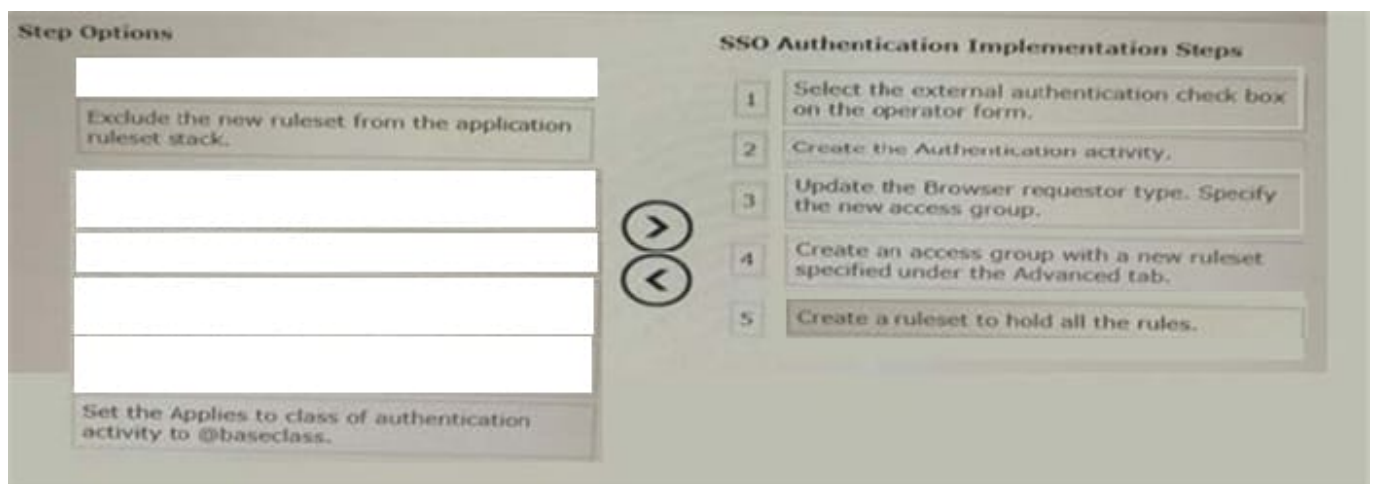 Step Options
Exclude the new ruleset from the application
ruleset stack.
Set the Applies to class of authentication
activity to @baseclass.
SSO Authentication Implementation Steps
1
Select the external authentication check box
on the operator form.
2
Create the Authentication activity.
3
Update the Browser requestor type. Specify
the new access group.
4
Create an access group with a new ruleset
specified under the Advanced tab.
5
Create a ruleset to hold all the rules.